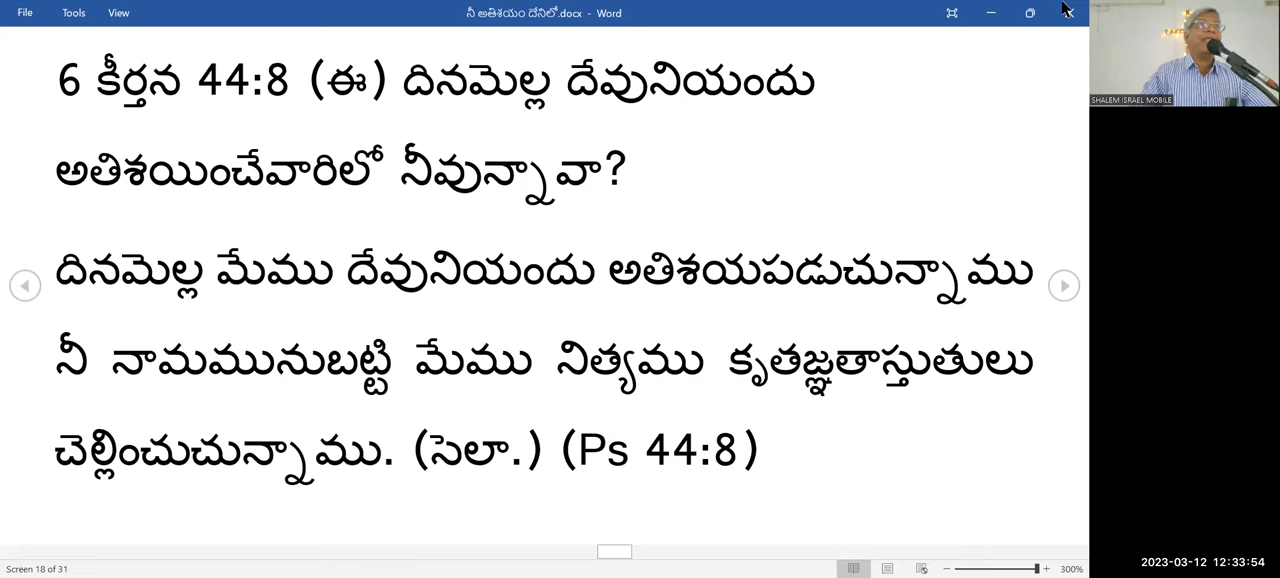 File Tools View నీ అతిశయం దేనిలో.docx - Word
6 కీర్తన 44:8 (ఈ) దినమెల్ల దేవునియందు
అతిశయించేవారిలో నీవున్నావా?
దినమెల్ల మేము దేవునియందు అతిశయపడుచున్నాము
నీ నామమునుబట్టి మేము నిత్యము కృతజ్ఞతాస్తుతులు
చెల్లించుచున్నాము. (సెలా.) (Ps 44:8)
Screen 18 of 31
300%
SHALEM ISRAEL MOBILE
2023-03-12 12:33:54